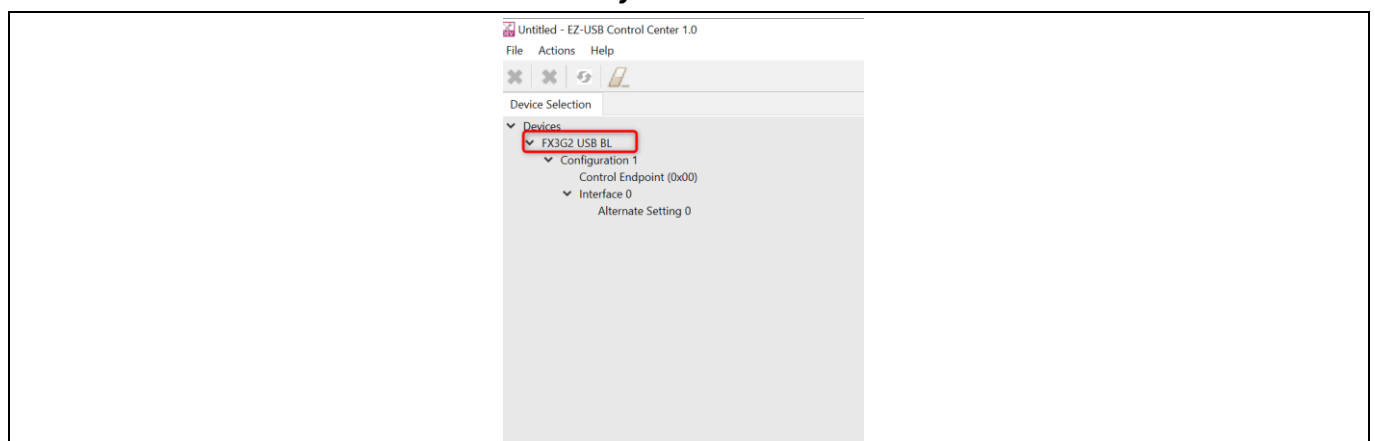 Untitled - EZ-USB Control Center 1.0
File Actions Help
Device Selection
Devices
FX3G2 USB BL
Configuration 1
Control Endpoint (0x00)
Interface 0
Alternate Setting 0